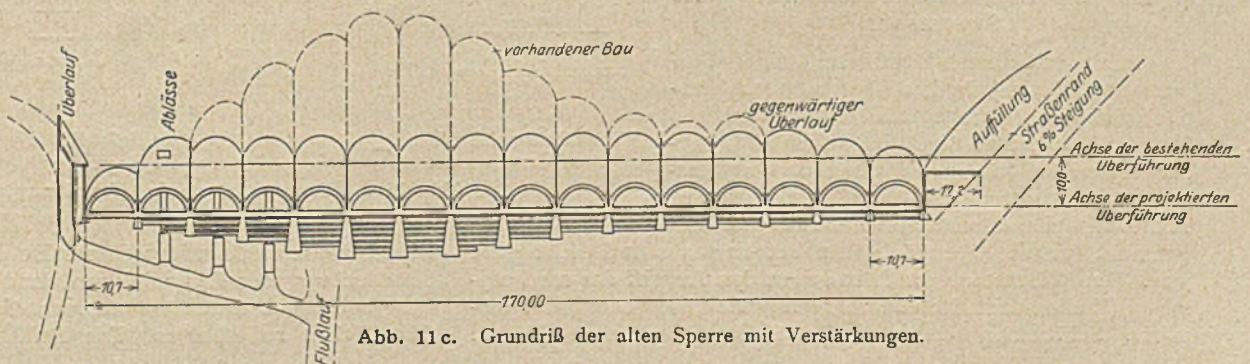 Überlauf
Ablässe
vorhandener Bau
gegenwärtiger
Überlauf
Auffüllung
Straßenrand
6% Steigung
Achse der bestehenden
Überführung
10,0
12,2
Achse der projektierten
Überführung
10,7
10,7
170,00
Flußlauf
Abb. 11c. Grundriß der alten Sperre mit Verstärkungen.